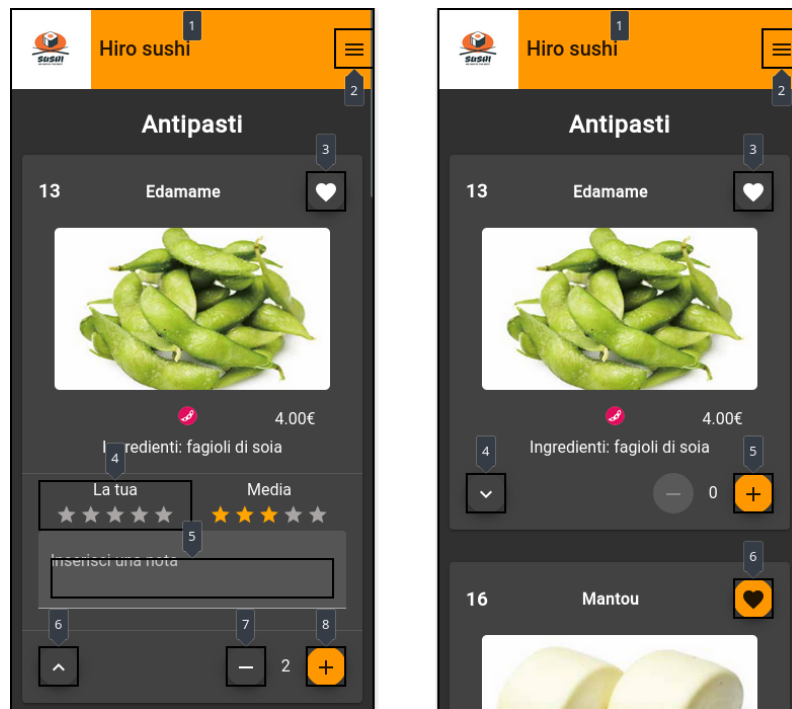 1
SUSHI
Hiro sushi
2
Antipasti
3
13
Edamame
4.00€
Ingredienti: fagioli di soia
4
La tua
Media
5
Inserisci una nota
6
7
8
2
1
SUSHI
Hiro sushi
2
Antipasti
3
13
Edamame
4.00€
Ingredienti: fagioli di soia
4
5
0
6
16
Mantou